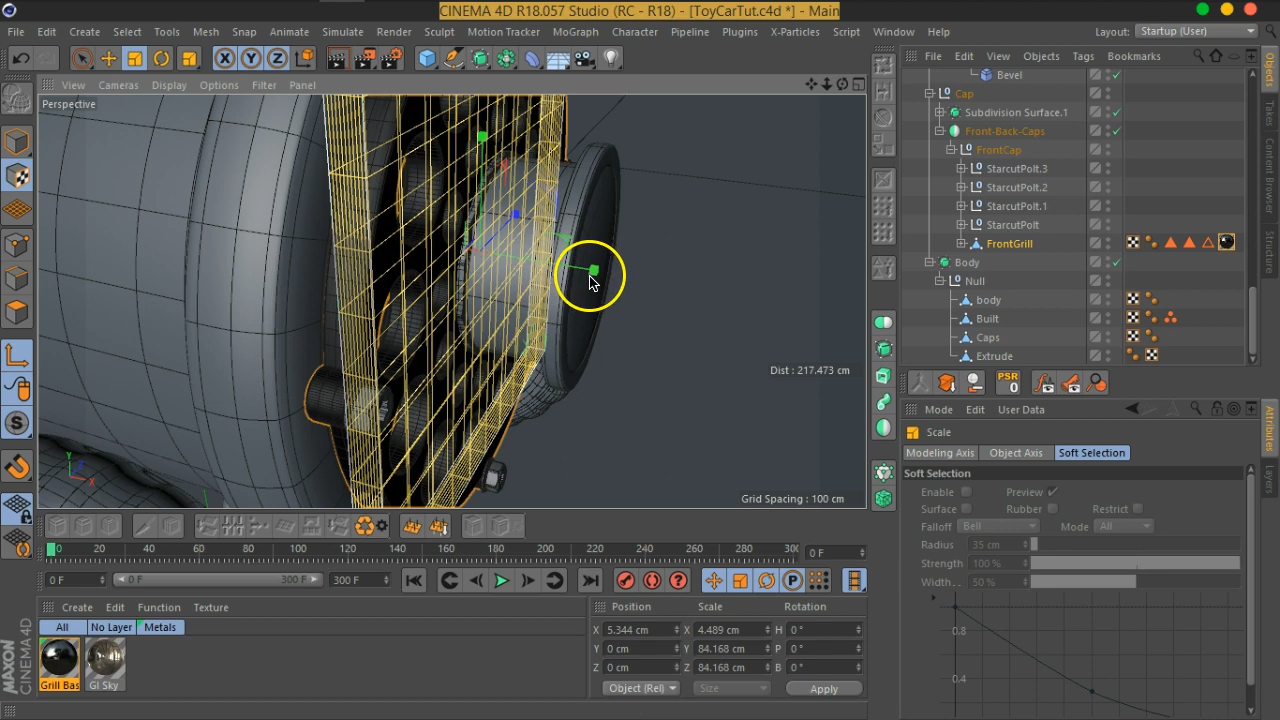 CINEMA 4D R18.057 Studio (RC - R18) - [ToyCarTut.c4d *] - Main
File Edit Create Select Tools Mesh Snap Animate Simulate Render Sculpt Motion Tracker MoGraph Character Pipeline Plugins X-Particles Script Window Help Layout: Startup (User)
X Y Z
File Edit View Objects Tags Bookmarks
View Cameras Display Options Filter Panel
Perspective
Bevel
Cap
Subdivision Surface.1
Front-Back-Caps
FrontCap
StarcutPolt.3
StarcutPolt.2
StarcutPolt.1
StarcutPolt
FrontGrill
Body
Null
body
Built
Caps
Extrude
Objects
Takes
Content Browser
Structure
Dist : 217.473 cm
Grid Spacing : 100 cm
Y
Z
X
S
PSR
0
Mode Edit User Data
Scale
Modeling Axis Object Axis Soft Selection
Soft Selection
Enable Preview
Surface Rubber Restrict
Falloff Bell Mode All
Radius 35 cm
Strength 100 %
Width . . 50 %
0.8
0.4
Attributes
Layers
0 20 40 60 80 100 120 140 160 180 200 220 240 260 280 300 0 F
0 F 0 F 300 F 300 F
P
Create Edit Function Texture
All No Layer Metals
Grill Bas GI Sky
Position Scale Rotation
X 5.344 cm X 4.489 cm H 0 °
Y 0 cm Y 84.168 cm P 0 °
Z 0 cm Z 84.168 cm B 0 °
Object (Rel) Size Apply
MAXON
CINEMA 4D